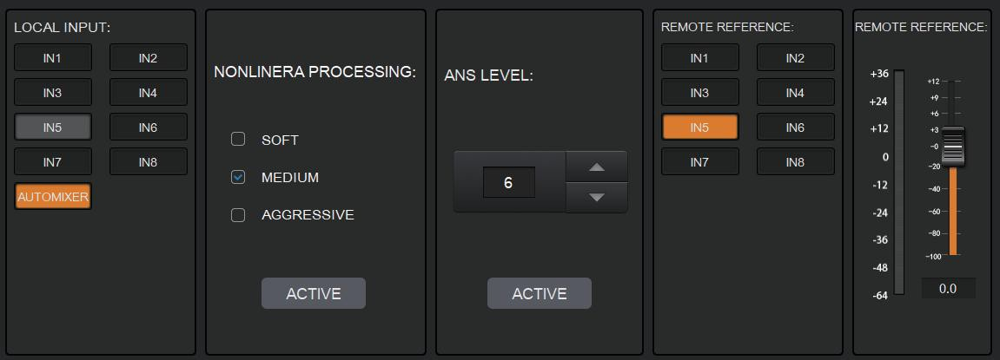 LOCAL INPUT:
IN1 IN2
IN3 IN4
IN5 IN6
IN7 IN8
AUTOMIXER
NONLINERA PROCESSING:
SOFT
MEDIUM
AGGRESSIVE
ACTIVE
ANS LEVEL:
6
ACTIVE
REMOTE REFERENCE:
IN1 IN2
IN3 IN4
IN5 IN6
IN7 IN8
REMOTE REFERENCE:
+36
+24
+12
0
-12
-24
-36
-48
-64
+12
+9
+6
+3
-0
-20
-40
-60
-80
-100
0.0